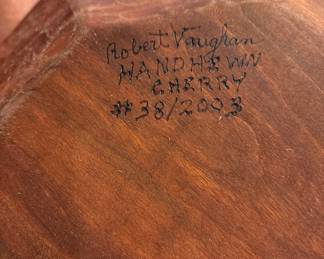 Robert Vaughan
HANDHEWN
CHERRY
#38/2003